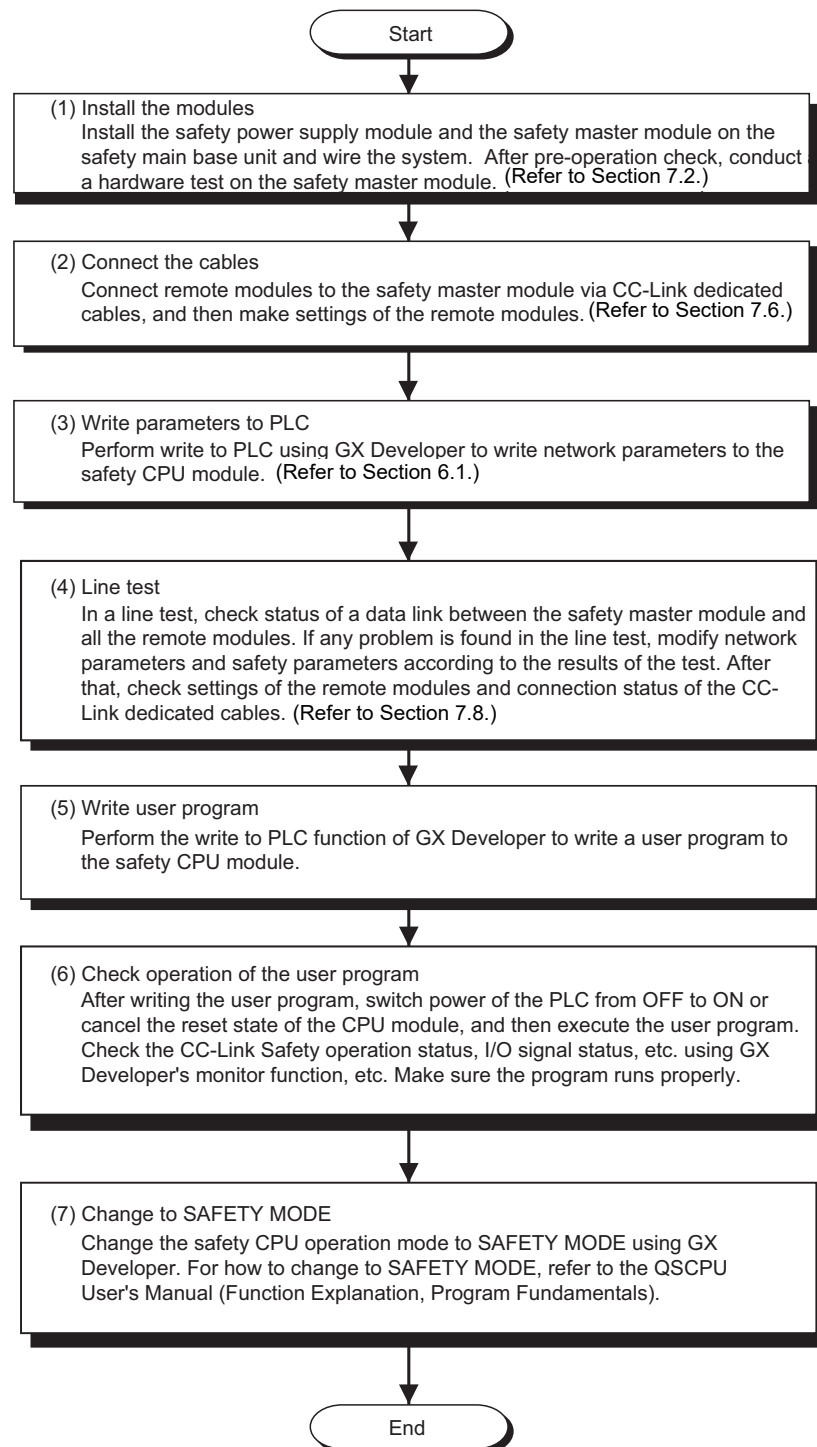 Start
(1) Install the modules
Install the safety power supply module and the safety master module on the
safety main base unit and wire the system.  After pre-operation check, conduct a
a hardware test on the safety master module. (Refer to Section 7.2.)
(2) Connect the cables
Connect remote modules to the safety master module via CC-Link dedicated
cables, and then make settings of the remote modules. (Refer to Section 7.6.)
(3) Write parameters to PLC
Perform write to PLC using GX Developer to write network parameters to the
safety CPU module. (Refer to Section 6.1.)
(4) Line test
In a line test, check status of a data link between the safety master module and
all the remote modules. If any problem is found in the line test, modify network
parameters and safety parameters according to the results of the test. After
that, check settings of the remote modules and connection status of the CC-
Link dedicated cables. (Refer to Section 7.8.)
(5) Write user program
Perform the write to PLC function of GX Developer to write a user program to
the safety CPU module.
(6) Check operation of the user program
After writing the user program, switch power of the PLC from OFF to ON or
cancel the reset state of the CPU module, and then execute the user program.
Check the CC-Link Safety operation status, I/O signal status, etc. using GX
Developer's monitor function, etc. Make sure the program runs properly.
(7) Change to SAFETY MODE
Change the safety CPU operation mode to SAFETY MODE using GX
Developer. For how to change to SAFETY MODE, refer to the QSCPU
User's Manual (Function Explanation, Program Fundamentals).
End